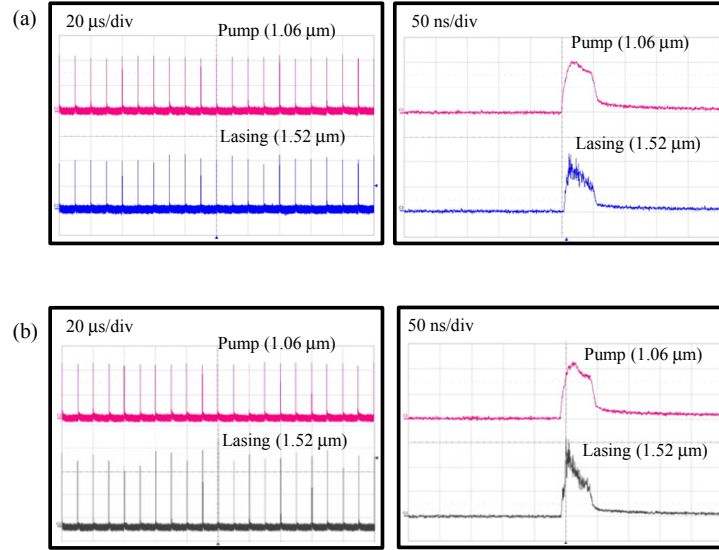 (a)
20 μs/div
Pump (1.06 μm)
Lasing (1.52 μm)
50 ns/div
Pump (1.06 μm)
Lasing (1.52 μm)
(b)
20 μs/div
Pump (1.06 μm)
Lasing (1.52 μm)
50 ns/div
Pump (1.06 μm)
Lasing (1.52 μm)